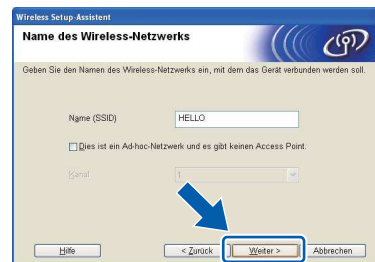 Wireless Setup-Assistent
Name des Wireless-Netzwerks
Geben Sie den Namen des Wireless-Netzwerks ein, mit dem das Gerät verbunden werden soll.
Name (SSID) HELLO
Dies ist ein Ad-hoc-Netzwerk und es gibt keinen Access Point.
Kanal 1
Hilfe < Zurück Weiter > Abbrechen